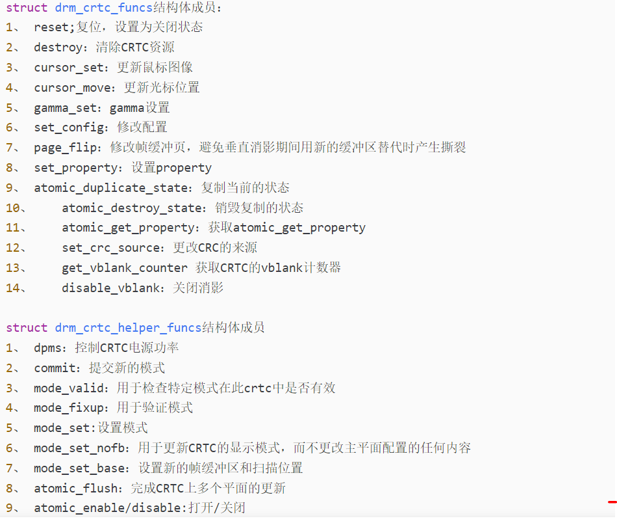 struct drm_crtc_funcs结构体成员：
1、 reset;复位，设置为关闭状态
2、 destroy：清除CRTC资源
3、 cursor_set：更新鼠标图像
4、 cursor_move：更新光标位置
5、 gamma_set：gamma设置
6、 set_config：修改配置
7、 page_flip：修改帧缓冲页，避免垂直消影期间用新的缓冲区替代时产生撕裂
8、 set_property：设置property
9、 atomic_duplicate_state：复制当前的状态
10、 atomic_destroy_state：销毁复制的状态
11、 atomic_get_property：获取atomic_get_property
12、 set_crc_source：更改CRC的来源
13、 get_vblank_counter 获取CRTC的vblank计数器
14、 disable_vblank：关闭消影
struct drm_crtc_helper_funcs结构体成员
1、 dpms：控制CRTC电源功率
2、 commit：提交新的模式
3、 mode_valid：用于检查特定模式在此crtc中是否有效
4、 mode_fixup：用于验证模式
5、 mode_set:设置模式
6、 mode_set_nofb：用于更新CRTC的显示模式，而不更改主平面配置的任何内容
7、 mode_set_base：设置新的帧缓冲区和扫描位置
8、 atomic_flush：完成CRTC上多个平面的更新
9、 atomic_enable/disable:打开/关闭